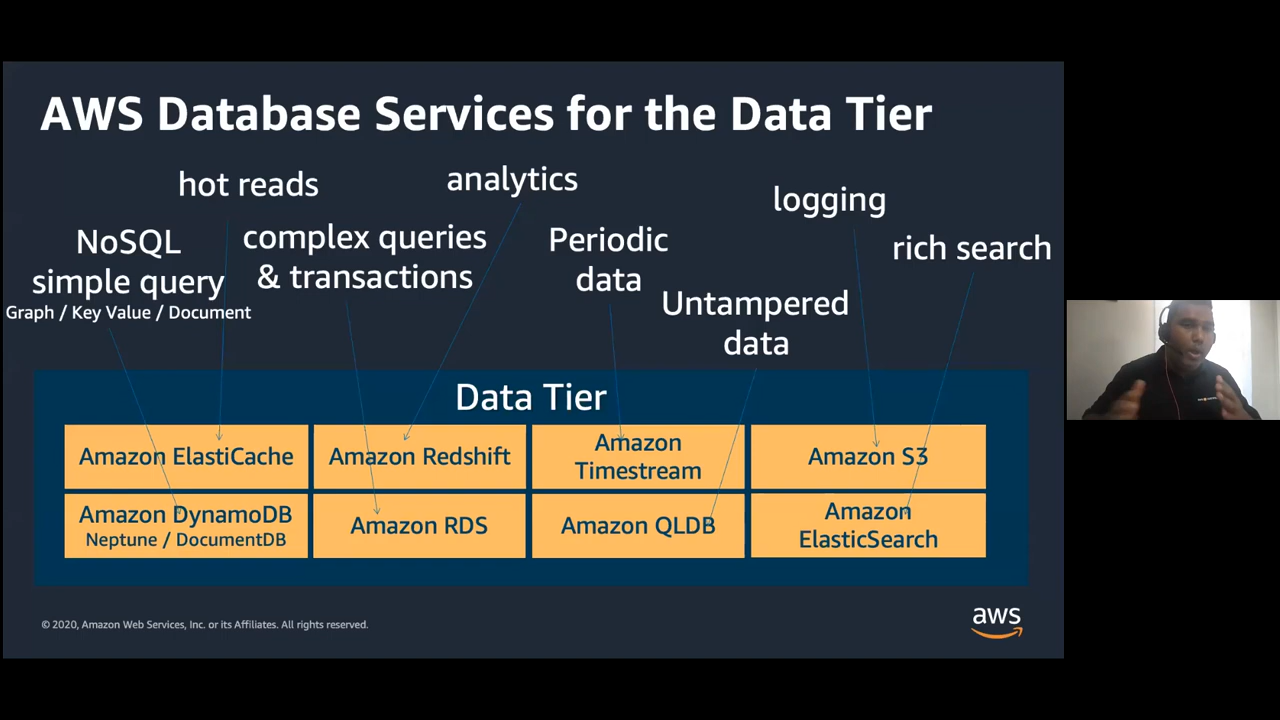 AWS Database Services for the Data Tier
hot reads
analytics
logging
NoSQL
simple query
Graph / Key Value / Document
complex queries
& transactions
Periodic
data
rich search
Untampered
data
Data Tier
Amazon ElastiCache
Amazon Redshift
Amazon
Timestream
Amazon S3
Amazon DynamoDB
Neptune / DocumentDB
Amazon RDS
Amazon QLDB
Amazon
ElasticSearch
© 2020, Amazon Web Services, Inc. or its Affiliates. All rights reserved.
aws